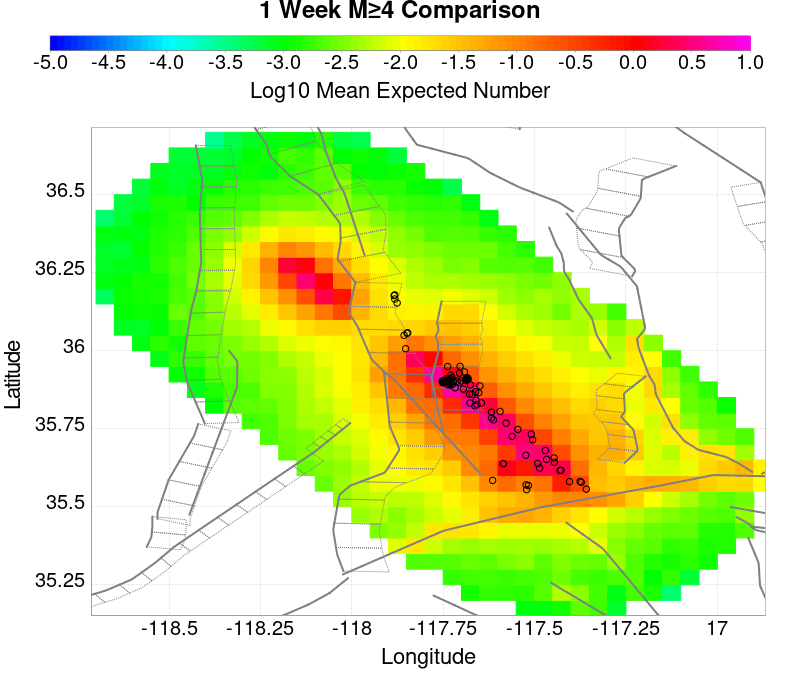 1 Week M≥4 Comparison
-5.0 -4.5 -4.0 -3.5 -3.0 -2.5 -2.0 -1.5 -1.0 -0.5 0.0 0.5 1.0
Log10 Mean Expected Number
36.5
36.25
36
35.75
35.5
35.25
Latitude
-118.5 -118.25 -118 -117.75 -117.5 -117.25 17
Longitude